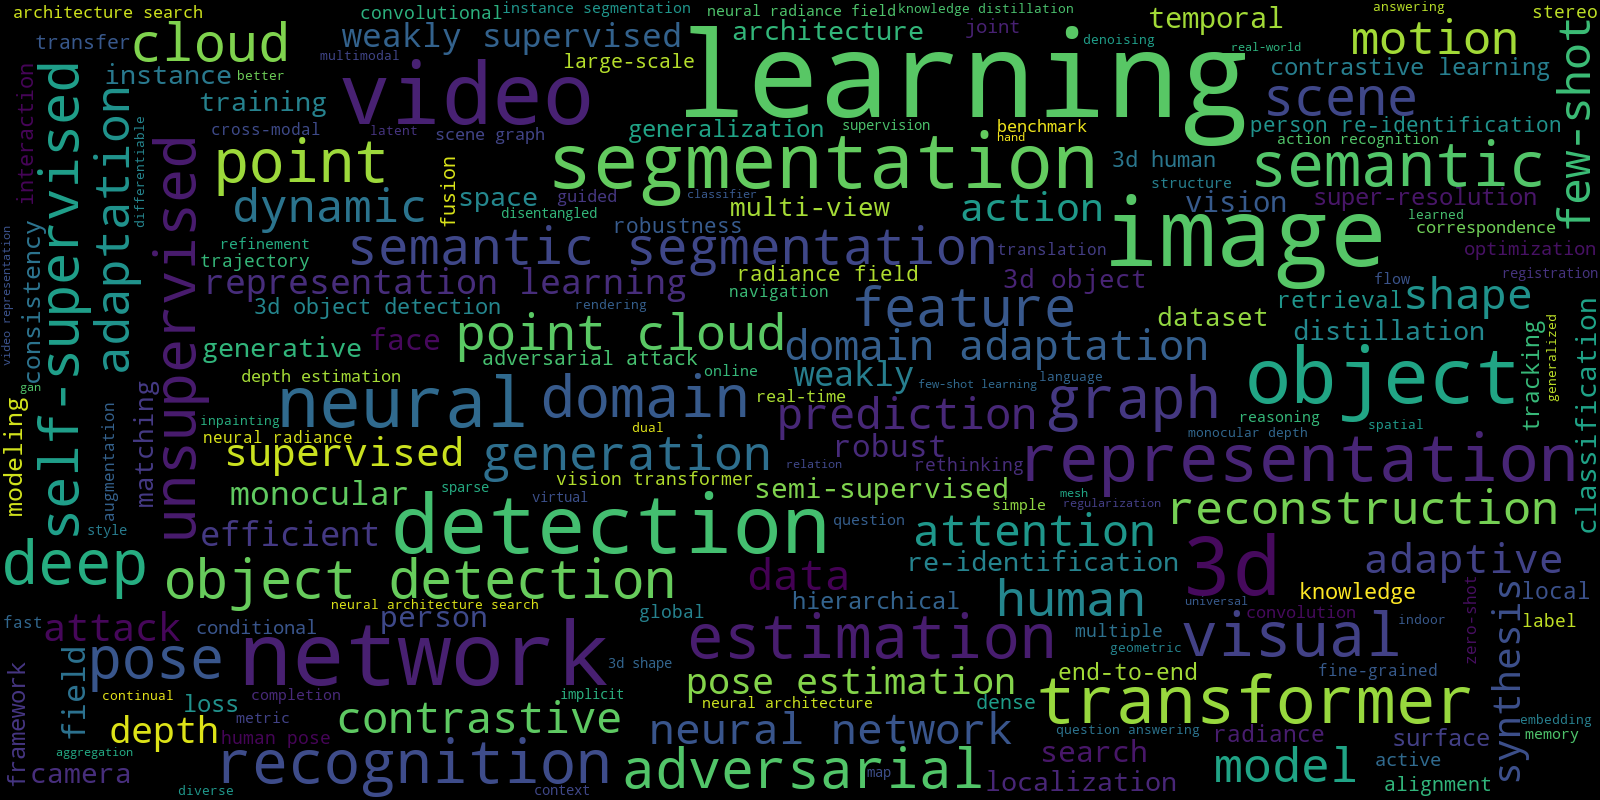 architecture search
convolutional
instance segmentation
neural radiance field
knowledge distillation
answering
stereo
transfer
cloud
weakly supervised
architecture
joint
temporal
motion
multimodal
denoising
real-world
few-shot
instance
better
large-scale
learning
contrastive learning
interaction
self-supervised
adaptation
training
video
scene
differentiable
unsupervised
cross-modal
latent
scene graph
generalization
supervision
benchmark
hand
person re-identification
action recognition
point
segmentation
3d human
semantic
fusion
space
guided
classifier
structure
dynamic
disentangled
multi-view
action
vision
super-resolution
learned
correspondence
video representation
consistency
refinement
trajectory
semantic segmentation
robustness
translation
image
optimization
representation learning
radiance field
3d object
flow
registration
3d object detection
rendering
navigation
feature
dataset
retrieval
shape
generative
face
point cloud
adversarial attack
domain adaptation
distillation
tracking
generalized
classification
gan
depth estimation
online
weakly
few-shot learning
language
object
modeling
augmentation
matching
inpainting
neural
domain
real-time
prediction
graph
reasoning
spatial
neural radiance
supervised
generation
dual
robust
monocular depth
relation
rethinking
representation
monocular
sparse
vision transformer
virtual
semi-supervised
simple
mesh
regularization
reconstruction
style
efficient
detection
question
attention
deep
object detection
data
re-identification
3d
adaptive
neural architecture search
hierarchical
human
universal
knowledge
convolution
zero-shot
synthesis
local
fast
attack
conditional
person
global
estimation
multiple
geometric
visual
indoor
label
framework
field
pose
network
3d shape
end-to-end
fine-grained
continual
loss
completion
implicit
pose estimation
neural architecture
dense
transformer
depth
metric
contrastive
neural network
question answering
radiance
surface
embedding
memory
aggregation
human pose
search
camera
recognition
adversarial
map
localization
model
active
alignment
diverse
context